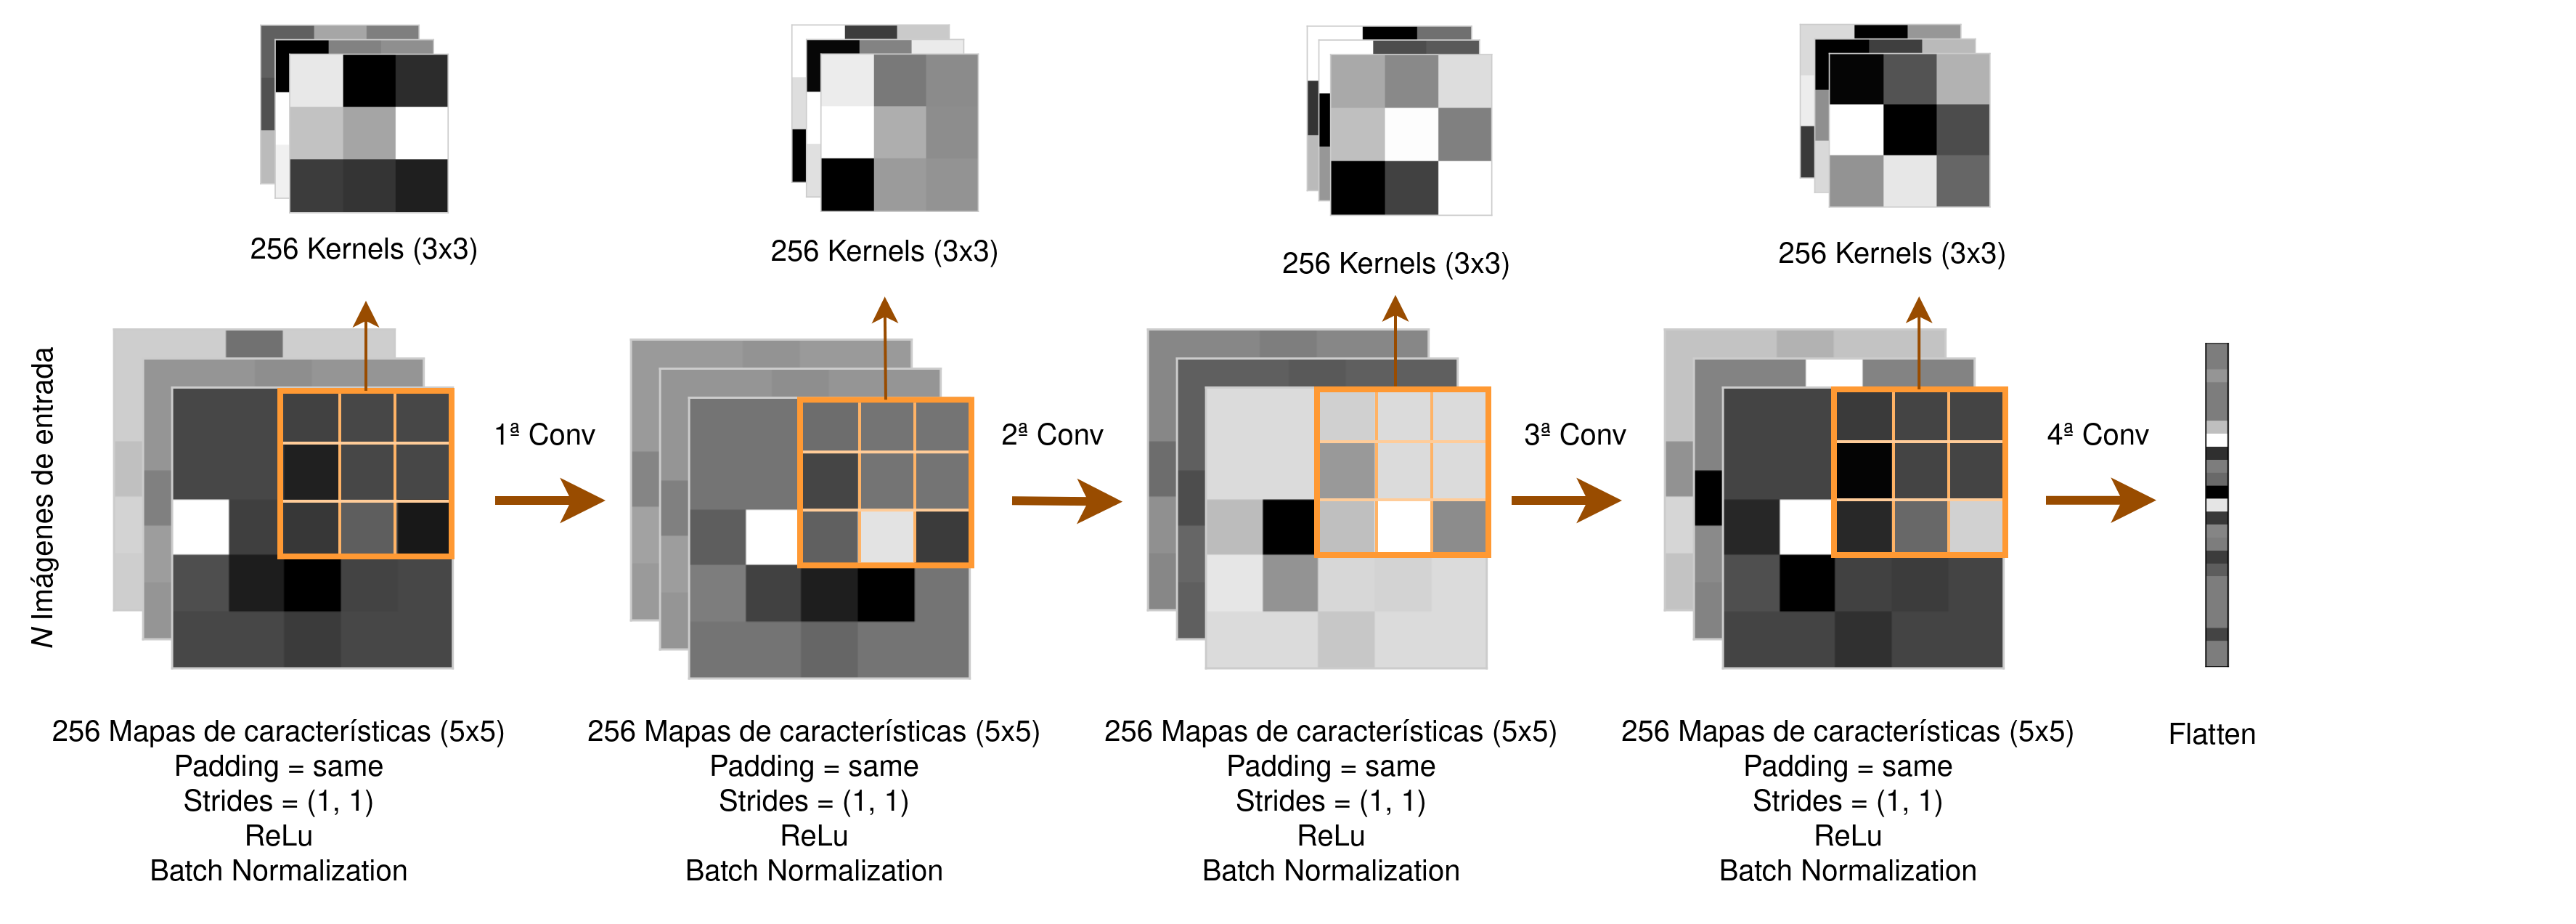 256 Kernels (3x3)
256 Kernels (3x3)
256 Kernels (3x3)
256 Kernels (3x3)
N Imágenes de entrada
1ª Conv
2ª Conv
3ª Conv
4ª Conv
256 Mapas de características (5x5)
Padding = same
Strides = (1, 1)
ReLu
Batch Normalization
256 Mapas de características (5x5)
Padding = same
Strides = (1, 1)
ReLu
Batch Normalization
256 Mapas de características (5x5)
Padding = same
Strides = (1, 1)
ReLu
Batch Normalization
256 Mapas de características (5x5)
Padding = same
Strides = (1, 1)
ReLu
Batch Normalization
Flatten